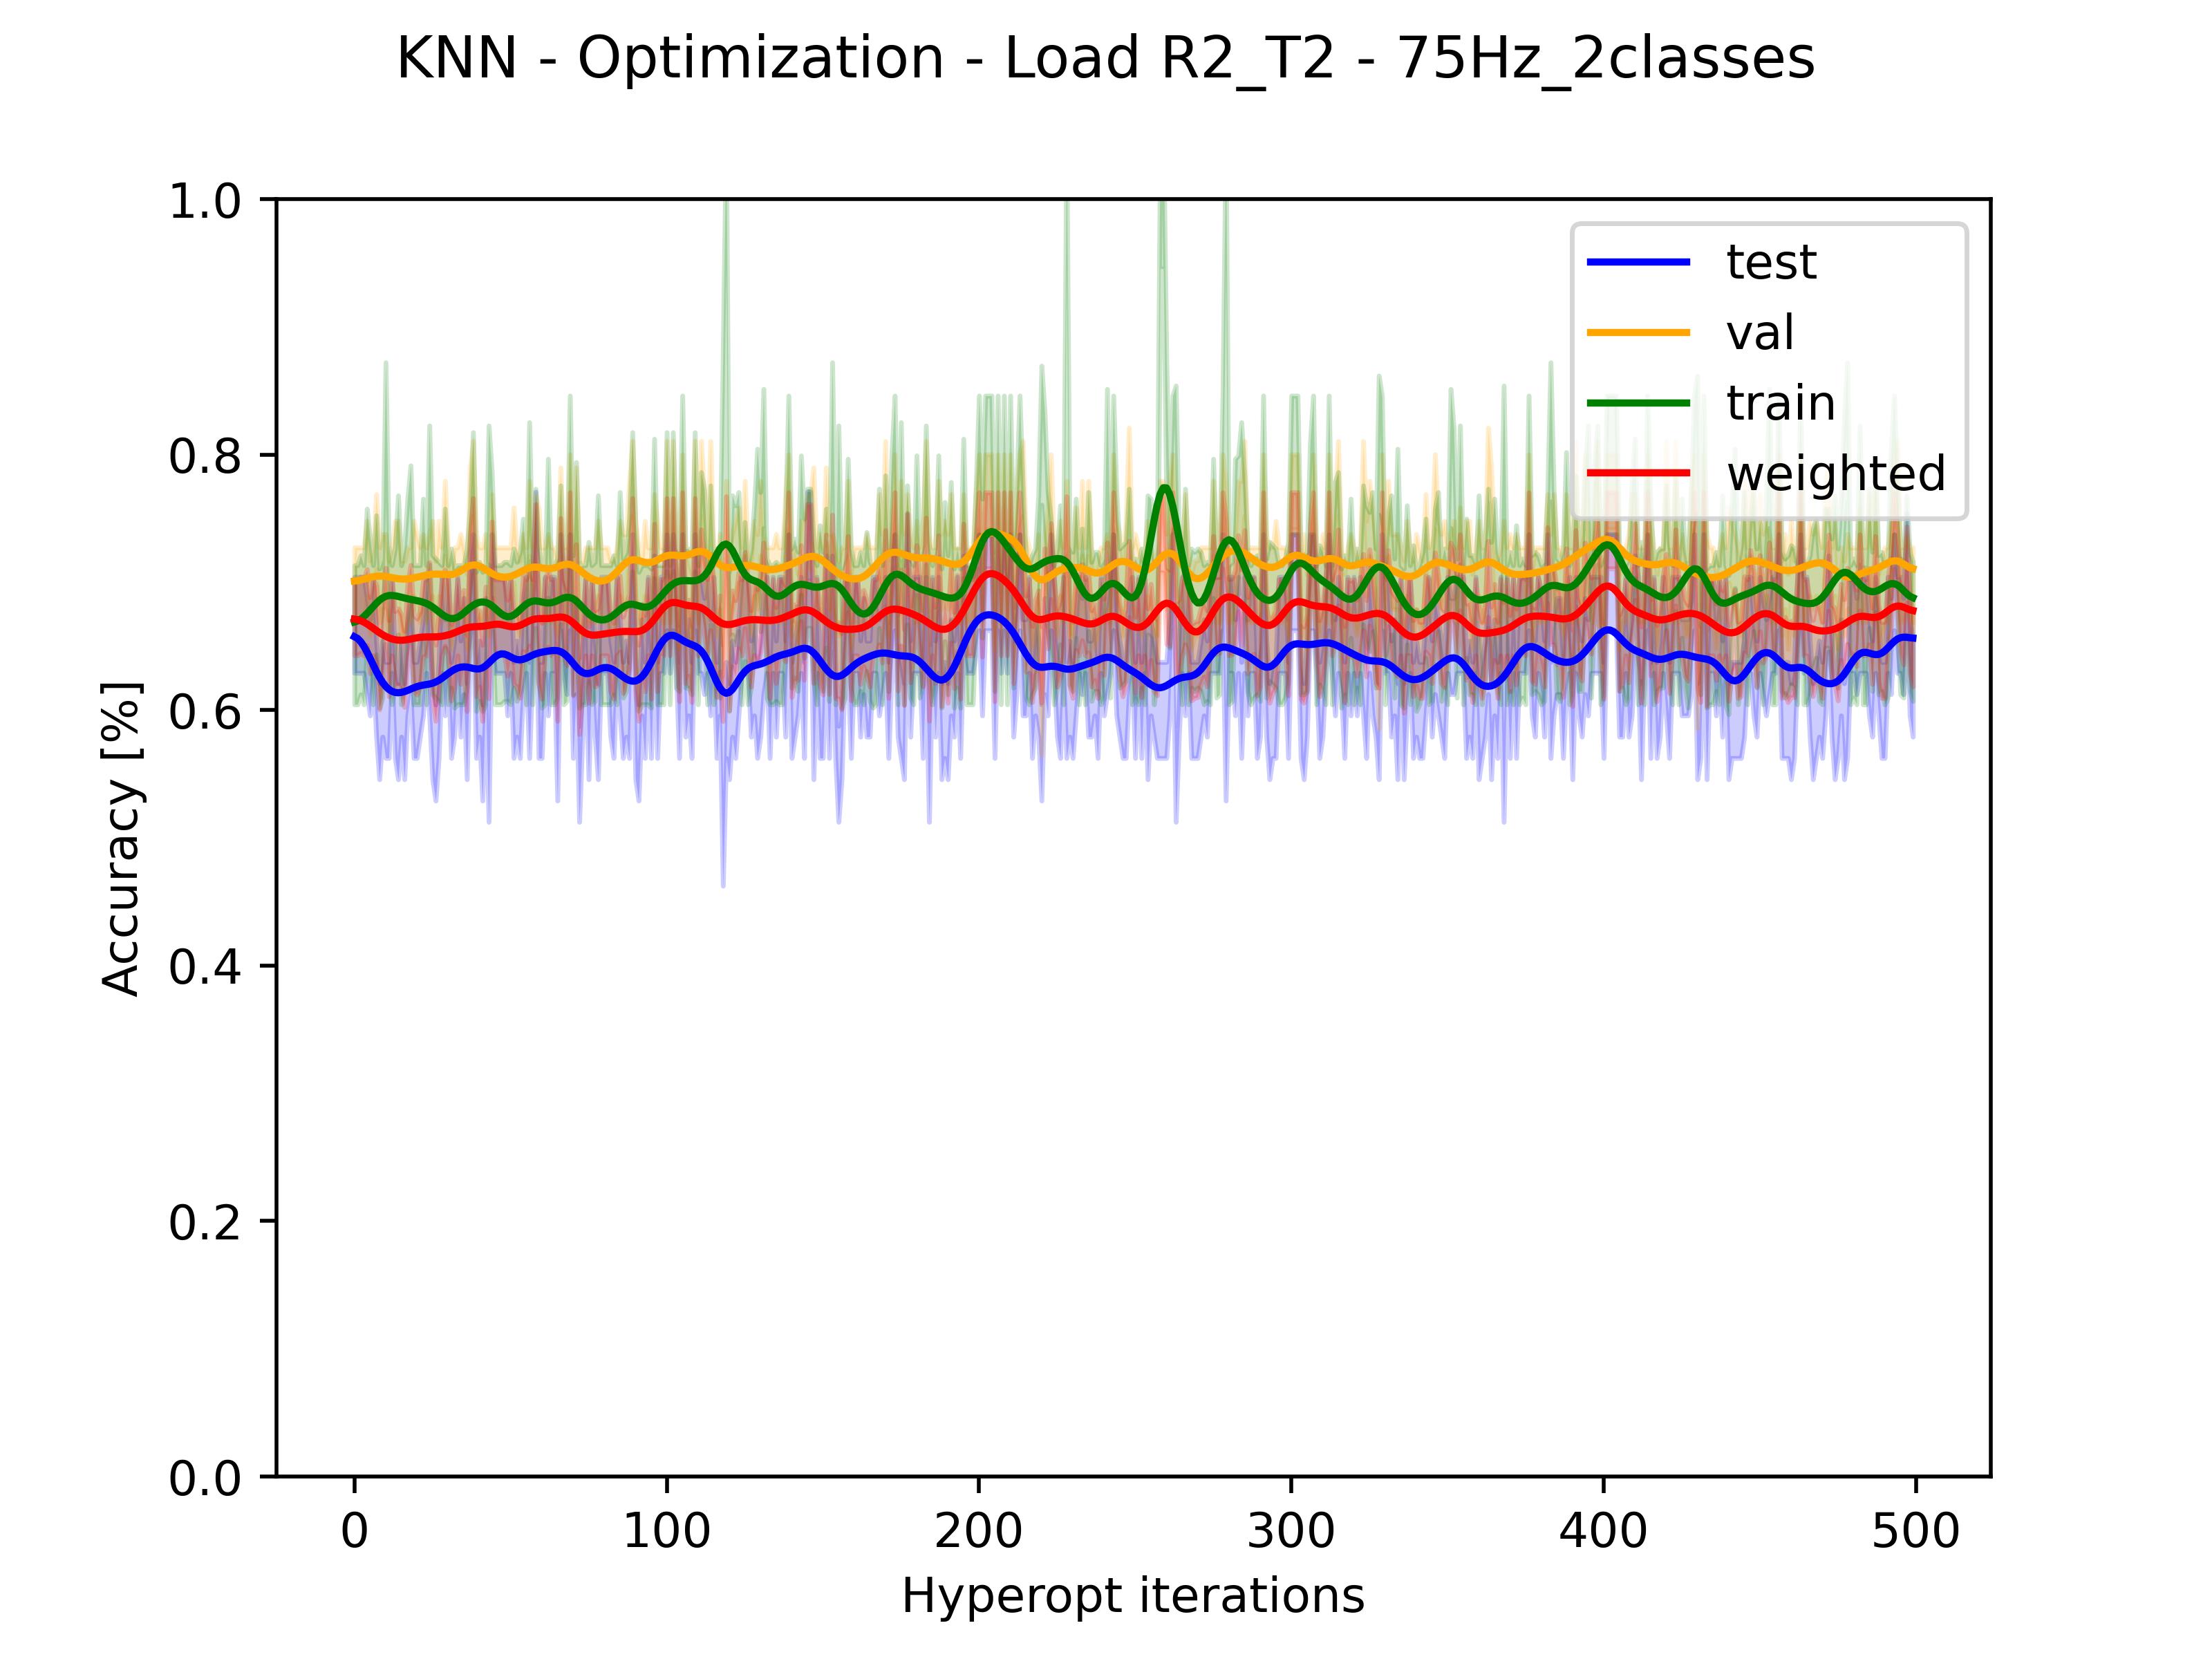 KNN - Optimization - Load R2_T2 - 75Hz_2classes
1.0
0.8
0.6
0.4
0.2
0.0
Accuracy [%]
test
val
train
weighted
0 100 200 300 400 500
Hyperopt iterations